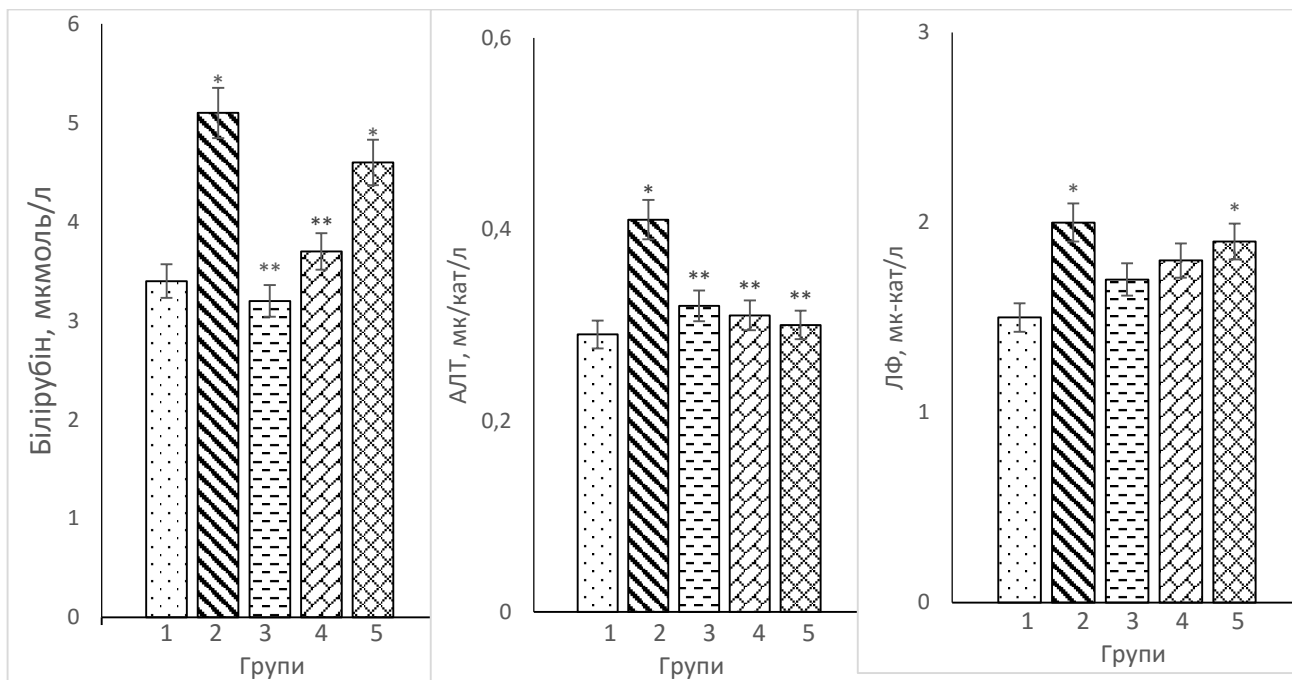 Білірубін, мкмоль/л
6
5
4
3
2
1
0
*
**
**
*
1 2 3 4 5
Групи
АЛТ, мк/кат/л
0,6
0,4
0,2
0
*
**
**
**
1 2 3 4 5
Групи
ЛФ, мк-кат/л
3
2
1
0
*
*
1 2 3 4 5
Групи